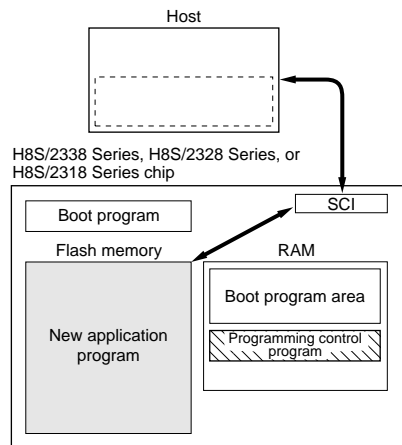 Host
H8S/2338 Series, H8S/2328 Series, or
H8S/2318 Series chip
SCI
Boot program
Flash memory
RAM
Boot program area
New application
program
Programming control
program